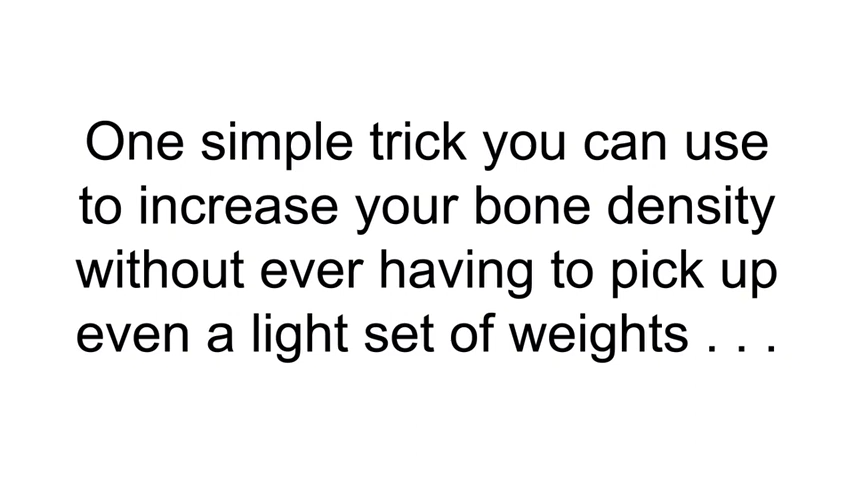 One simple trick you can use
to increase your bone density
without ever having to pick up
even a light set of weights . . .